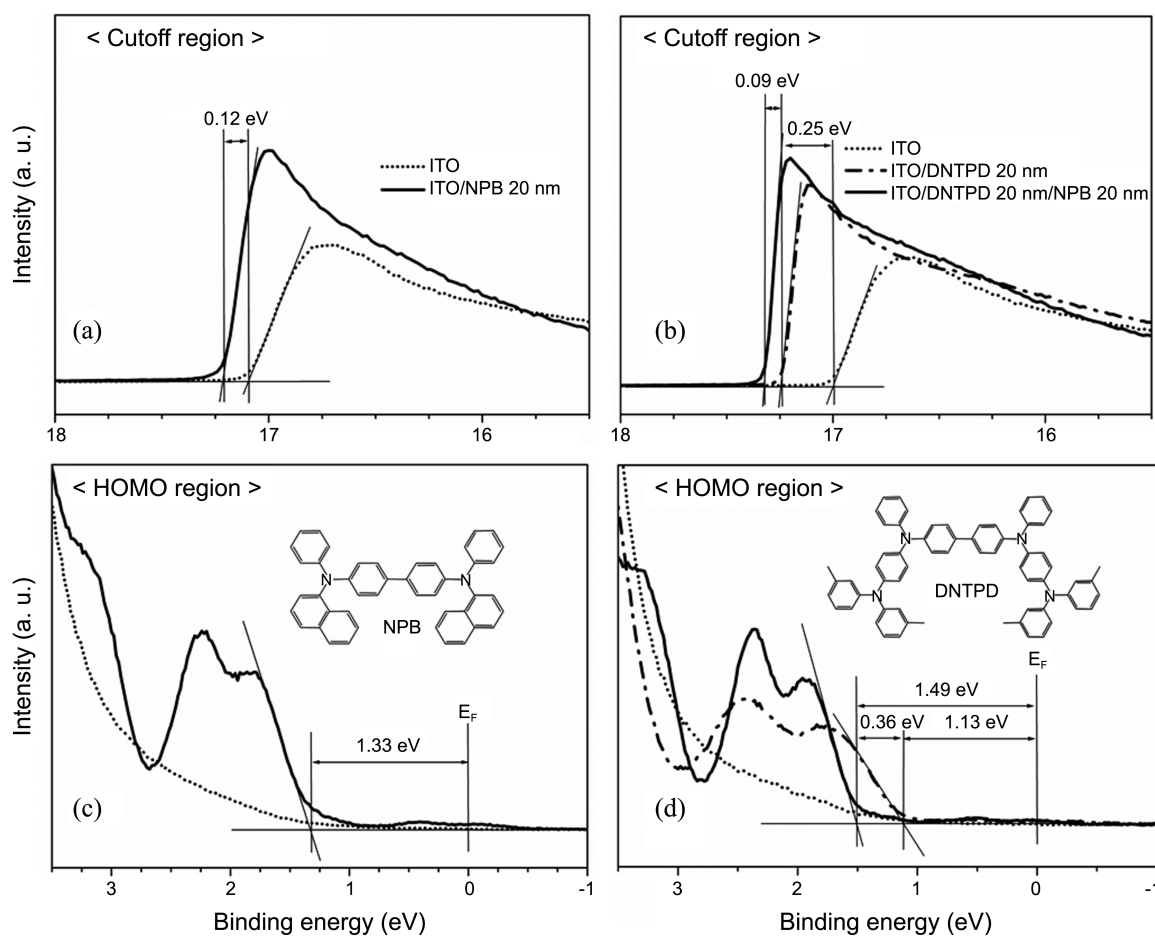 < Cutoff region >
0.12 eV
ITO
ITO/NPB 20 nm
Intensity (a. u.)
(a)
18
17
16
< Cutoff region >
0.09 eV
0.25 eV
ITO
ITO/DNTPD 20 nm
ITO/DNTPD 20 nm/NPB 20 nm
(b)
18
17
16
< HOMO region >
N
N
NPB
Intensity (a. u.)
E_F
1.33 eV
(c)
3
2
1
0
-1
Binding energy (eV)
< HOMO region >
N
N
N
N
DNTPD
E_F
1.49 eV
0.36 eV
1.13 eV
(d)
3
2
1
0
-1
Binding energy (eV)